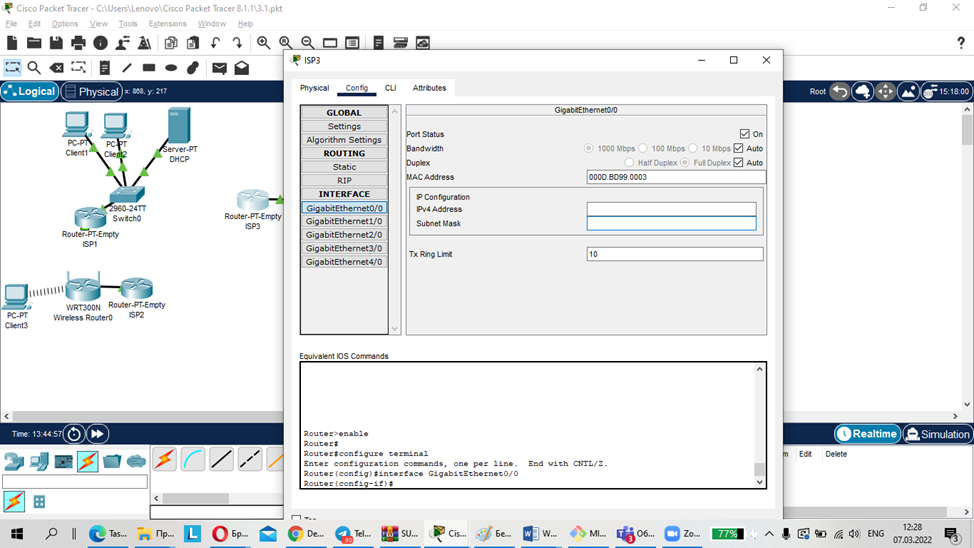 Cisco Packet Tracer - C:\Users\Lenovo\Cisco Packet Tracer 8.1.1\3.1.pkt
File Edit Options View Tools Extensions Window Help
Logical Physical x: 868, y: 217
Root 15:18:00
PC-PT
Client1
PC-PT
Client2
Server-PT
DHCP
2960-24TT
Switch0
Router-PT-Empty
ISP1
Router-PT-Empty
ISP3
PC-PT
Client3
WRT300N
Wireless Router0
Router-PT-Empty
ISP2
ISP3
Physical Config CLI Attributes
GLOBAL
Settings
Algorithm Settings
ROUTING
Static
RIP
INTERFACE
GigabitEthernet0/0
GigabitEthernet1/0
GigabitEthernet2/0
GigabitEthernet3/0
GigabitEthernet4/0
GigabitEthernet0/0
Port Status On
Bandwidth 1000 Mbps 100 Mbps 10 Mbps Auto
Duplex Half Duplex Full Duplex Auto
MAC Address 000D.BD99.0003
IP Configuration
IPv4 Address
Subnet Mask
Tx Ring Limit 10
Equivalent IOS Commands
Router>enable
Router#
Router#configure terminal
Enter configuration commands, one per line. End with CNTL/Z.
Router(config)#interface GigabitEthernet0/0
Router(config-if)#
Time: 13:44:57
Realtime Simulation
Edit Delete
Tas... Пр... Бр... De... Tel... SU... Cis... Бе... W... MI... Об... Zo... 77% ENG 12:28
07.03.2022